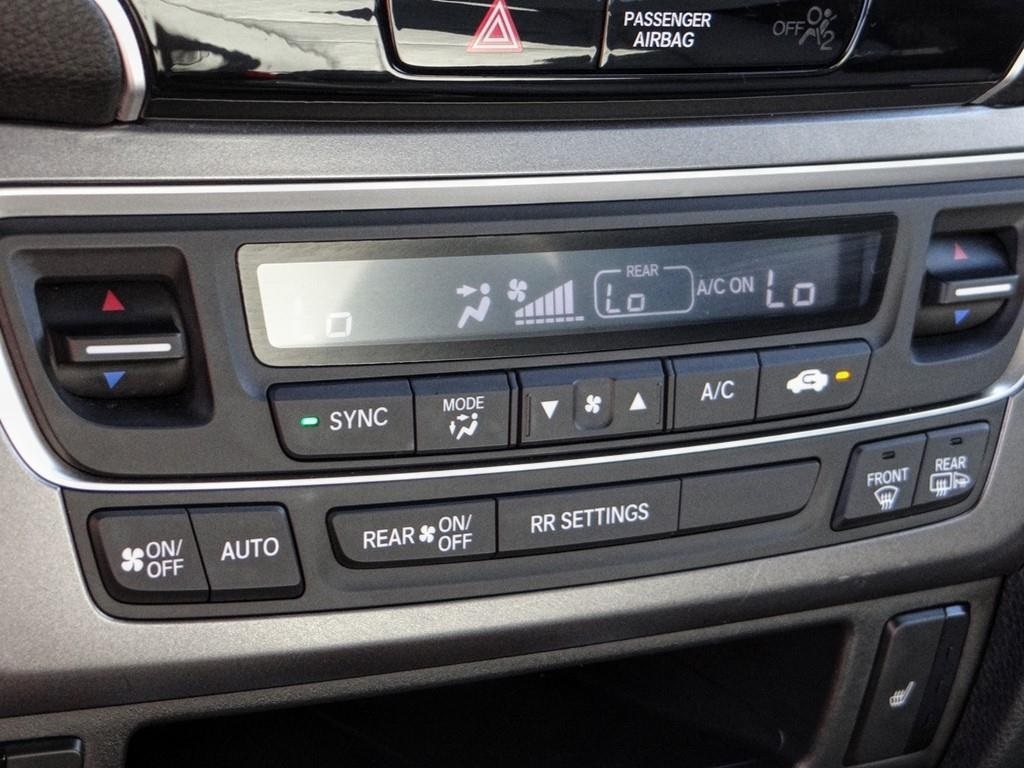 PASSENGER
AIRBAG
OFF
2
o
REAR
Lo
A/C ON
Lo
SYNC
MODE
A/C
ON/
OFF
AUTO
REAR ON/
OFF
RR SETTINGS
FRONT
REAR